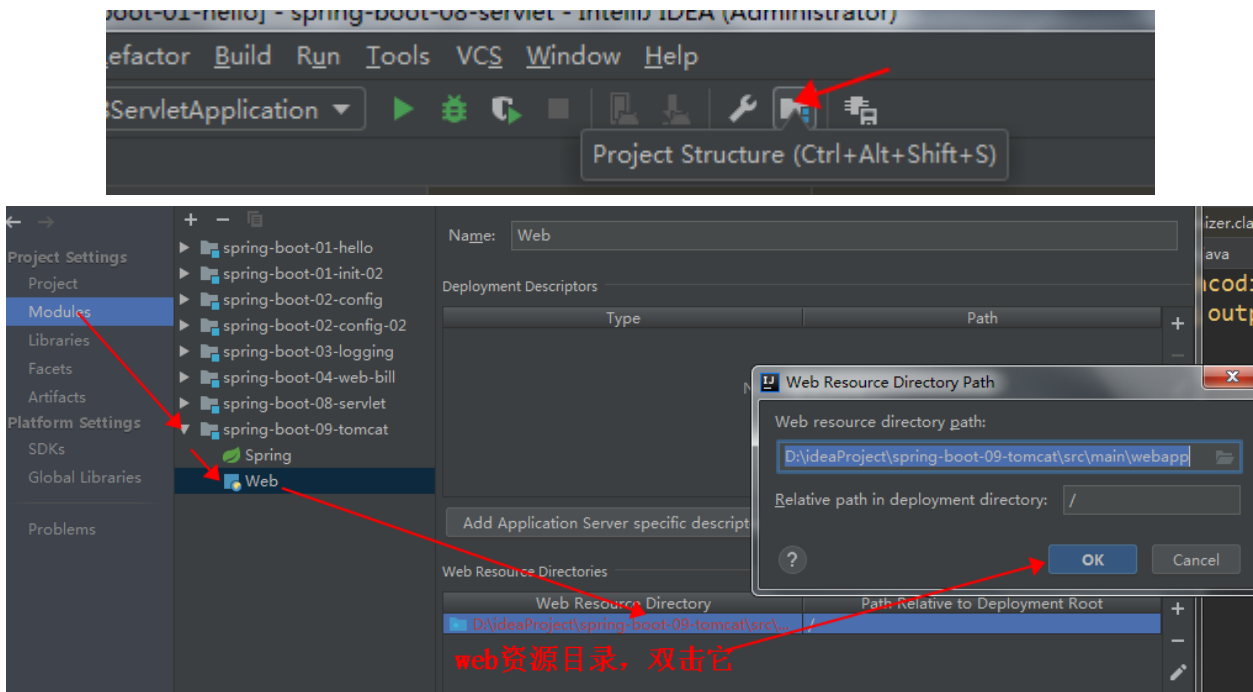 boot-01-hello] - spring-boot-08-servlet - IntelliJ IDEA (Administrator)
efactor Build Run Tools VCS Window Help
ServletApplication
Project Structure (Ctrl+Alt+Shift+S)
Project Settings
Project
Modules
Libraries
Facets
Artifacts
Platform Settings
SDKs
Global Libraries
Problems
spring-boot-01-hello
spring-boot-01-init-02
spring-boot-02-config
spring-boot-02-config-02
spring-boot-03-logging
spring-boot-04-web-bill
spring-boot-08-servlet
spring-boot-09-tomcat
Spring
Web
Name: Web
Deployment Descriptors
Type Path
N
Add Application Server specific descript
Web Resource Directories
Web Resource Directory Path Relative to Deployment Root
D:\ideaProject\spring-boot-09-tomcat\src\... /
web资源目录，双击它
Web Resource Directory Path
Web resource directory path:
D:\ideaProject\spring-boot-09-tomcat\src\main\webapp
Relative path in deployment directory: /
? OK Cancel
izer.cla
ava
ncod
outp